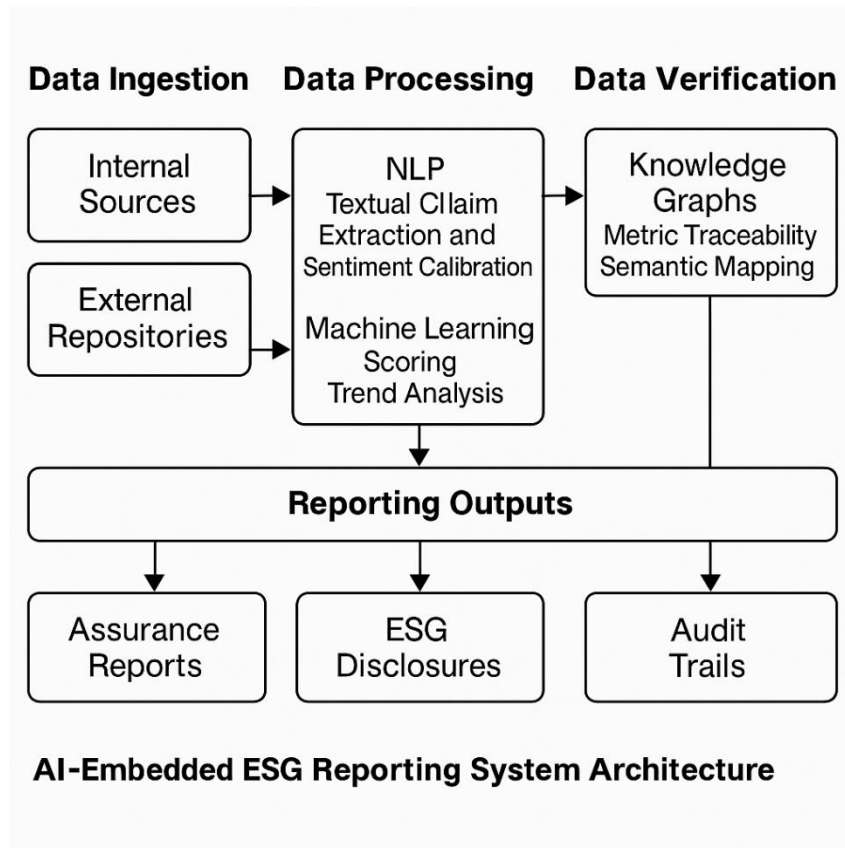 Data Ingestion
Data Processing
Data Verification
Internal
Sources
External
Repositories
NLP
Textual Cllaim
Extraction and
Sentiment Calibration
Machine Learning
Scoring
Trend Analysis
Knowledge
Graphs
Metric Traceability
Semantic Mapping
Reporting Outputs
Assurance
Reports
ESG
Disclosures
Audit
Trails
AI-Embedded ESG Reporting System Architecture